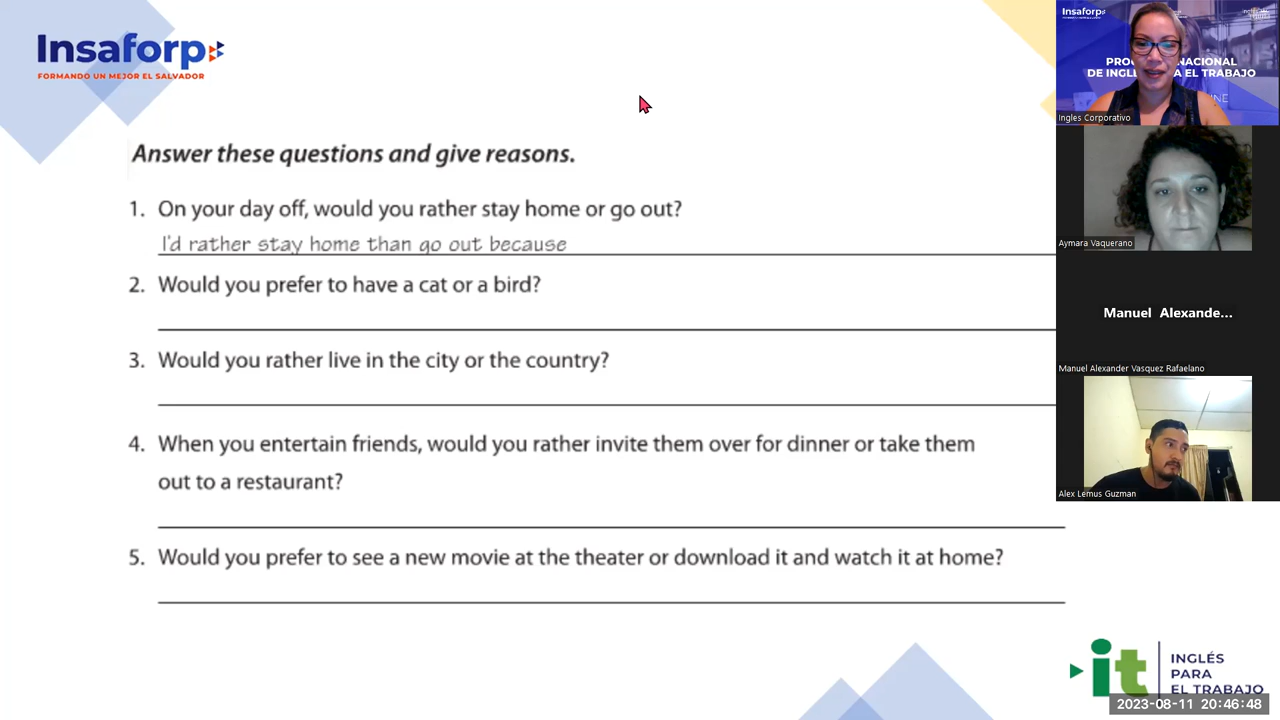 Insaforp
FORMANDO UN MEJOR EL SALVADOR
Answer these questions and give reasons.
1. On your day off, would you rather stay home or go out?
I'd rather stay home than go out because
2. Would you prefer to have a cat or a bird?
3. Would you rather live in the city or the country?
4. When you entertain friends, would you rather invite them over for dinner or take them
out to a restaurant?
5. Would you prefer to see a new movie at the theater or download it and watch it at home?
Insaforp
Ingles Corporativo
Aymara Vaquerano
Manuel Alexande...
Manuel Alexander Vasquez Rafaelano
Alex Lemus Guzman
it
INGLÉS
PARA
EL TRABAJO
2023-08-11 20:46:48